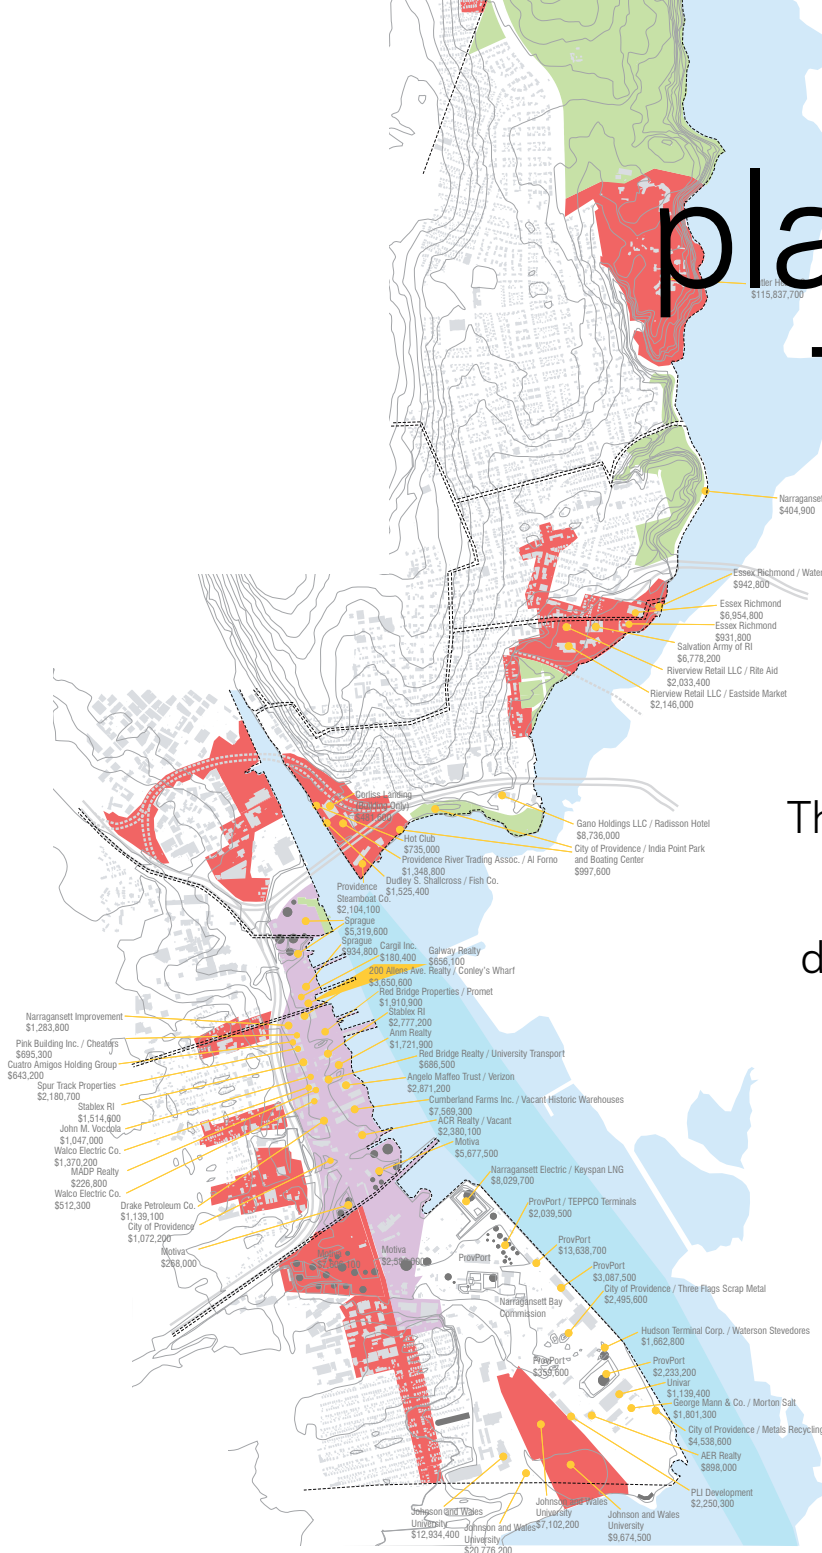 pla
$115,837,700
$404,900
$942,800
Essex Richmond
$6,954,800
Essex Richmond
$931,800
Salvation Army of RI
$6,778,200
Riverview Retail LLC / Rite Aid
$2,033,400
Rierview Retail LLC / Eastside Market
$2,146,000
Corliss Landing
Th
Gano Holdings LLC / Radisson Hotel
$8,736,000
Hot Club
$735,000
City of Providence / India Point Park
and Boating Center
$997,600
Providence River Trading Assoc. / Al Forno
$1,348,800
Dudley S. Shallcross / Fish Co.
$1,525,400
Providence
Steamboat Co.
$2,104,100
Sprague
$5,319,600
Sprague
$934,800
Cargil Inc.
$180,400
Galway Realty
$656,100
d
200 Allens Ave. Realty / Conley's Wharf
$3,650,600
Red Bridge Properties / Promet
$1,910,900
Stablex RI
$2,777,200
Anm Realty
$1,721,900
Red Bridge Realty / University Transport
$686,500
Angelo Maffeo Trust / Verizon
$2,871,200
Cumberland Farms Inc. / Vacant Historic Warehouses
$7,569,300
ACR Realty / Vacant
$2,380,100
Motiva
$5,677,500
Narragansett Improvement
$1,283,800
Pink Building Inc. / Cheaters
$695,300
Cuatro Amigos Holding Group
$643,200
Spur Track Properties
$2,180,700
Stablex RI
$1,514,600
John M. Voccola
$1,047,000
Walco Electric Co.
$1,370,200
MADP Realty
$226,800
Walco Electric Co.
$512,300
Drake Petroleum Co.
$1,139,100
City of Providence
$1,072,200
Motiva
$268,000
Motiva
Motiva
Narragansett Electric / Keyspan LNG
$8,029,700
ProvPort / TEPPCO Terminals
$2,039,500
ProvPort
$13,638,700
ProvPort
ProvPort
$3,087,500
City of Providence / Three Flags Scrap Metal
$2,495,600
Narragansett Bay
Commission
Hudson Terminal Corp. / Waterson Stevedores
$1,662,800
ProvPort
$359,600
ProvPort
$2,233,200
Univar
$1,139,400
George Mann & Co. / Morton Salt
$1,801,300
City of Providence / Metals Recycling
$4,538,600
AER Realty
$898,000
PLI Development
$2,250,300
Johnson and Wales
University
$12,934,400
Johnson and Wales
University
$20,776,200
Johnson and Wales
University
$7,102,200
Johnson and Wales
University
$9,674,500